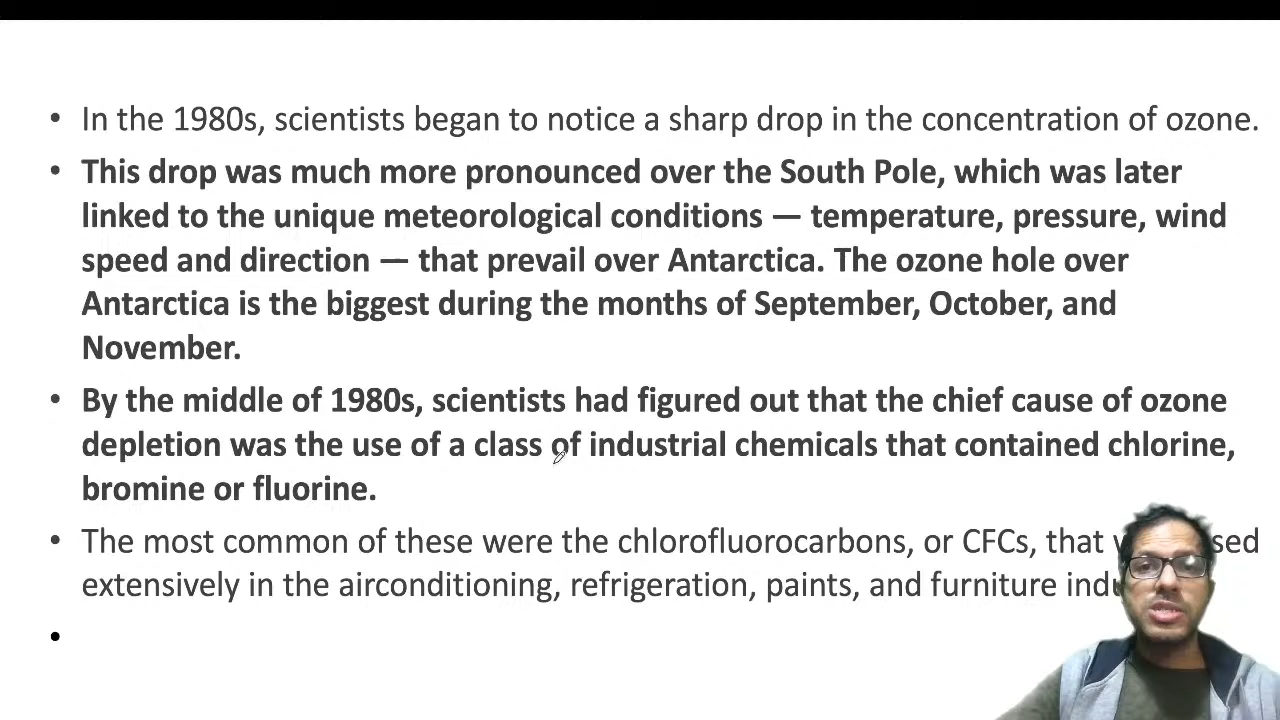 • In the 1980s, scientists began to notice a sharp drop in the concentration of ozone.
• This drop was much more pronounced over the South Pole, which was later
linked to the unique meteorological conditions — temperature, pressure, wind
speed and direction — that prevail over Antarctica. The ozone hole over
Antarctica is the biggest during the months of September, October, and
November.
• By the middle of 1980s, scientists had figured out that the chief cause of ozone
depletion was the use of a class of industrial chemicals that contained chlorine,
bromine or fluorine.
• The most common of these were the chlorofluorocarbons, or CFCs, that
extensively in the airconditioning, refrigeration, paints, and furniture
•